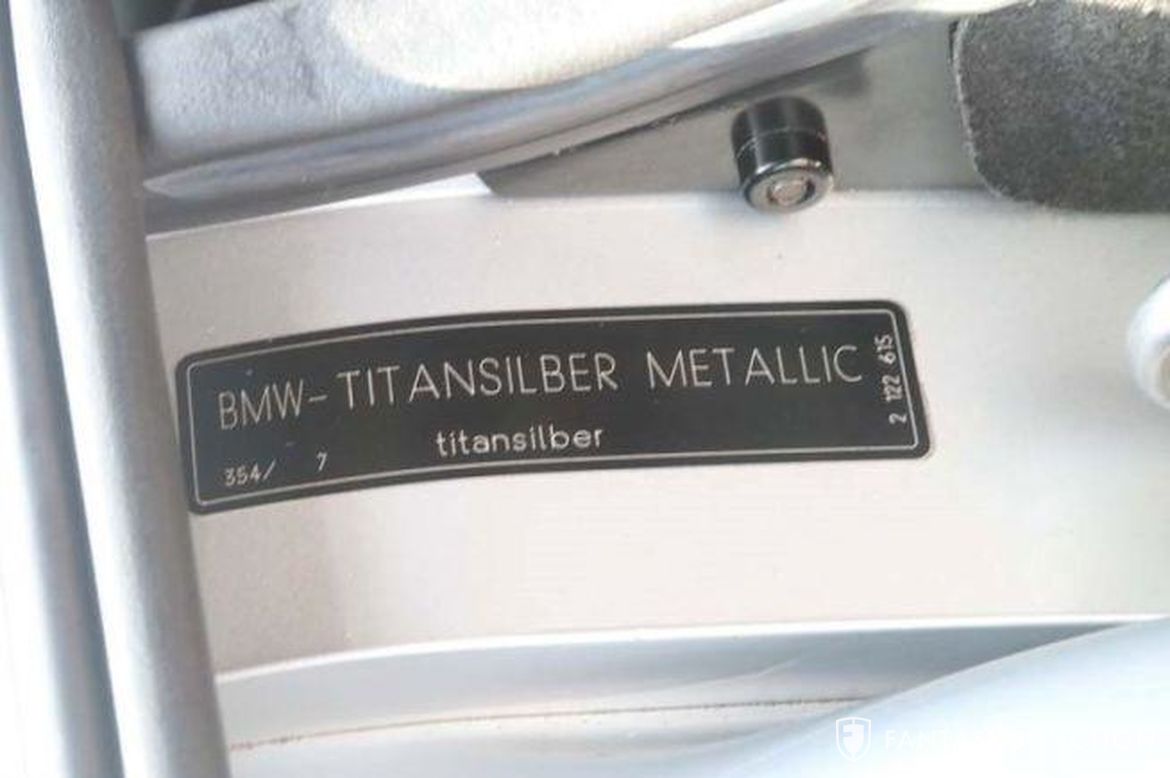 BMW-TITANSILBER METALLIC
titansilber
354/ 7
2 122 615